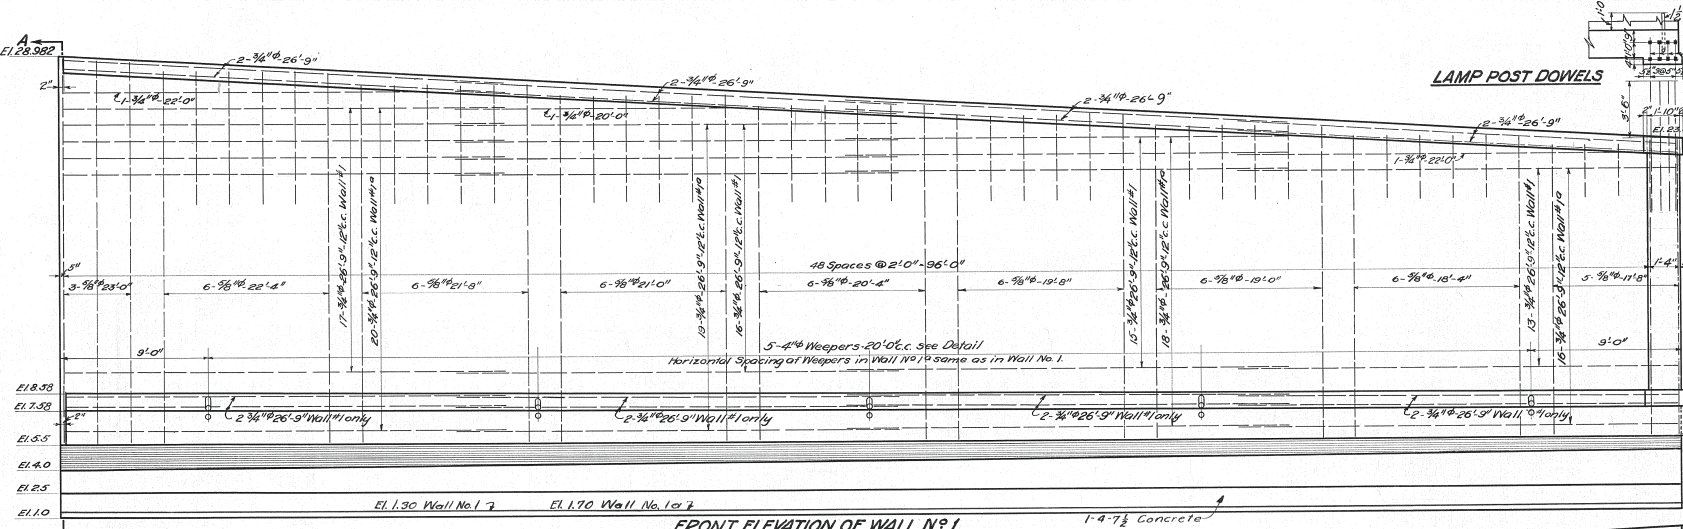 A
El. 28.982
2"
2-3/4"φ-26'-9"
1-3/4"φ-22'-0"
2-3/4"φ-26'-9"
1-3/4"φ-20'-0"
2-3/4"φ-26'-9"
2-3/4"φ-26'-9"
1-3/4"φ-22'-0"
LAMP POST DOWELS
1'-0
3'-6"
2" 1'-10"
El. 23.
17-3/4"φ-26'-9"-12"c.c. Wall #1
20-3/4"φ-26'-9"-12"c.c. Wall #1a
19-3/4"φ-26'-9"-12"c.c. Wall #1a
16-3/4"φ-26'-9"-12"c.c. Wall #1
15-3/4"φ26'-9"-12"c.c. Wall #1
18-3/4"φ-26'-9"-12"c.c. Wall #1a
13-3/4"φ26'-9"-12"c.c. Wall #1
16-3/4"φ26'-9"-12"c.c. Wall #1a
5"
48 Spaces @ 2'-0"-96'-0"
1'-4"
3-5/8"φ23'-0"
6-5/8"φ-22'-4"
6-5/8"φ21'-8"
6-5/8"φ21'-0"
6-5/8"φ-20'-4"
6-5/8"φ-19'-8"
6-5/8"φ-19'-0"
6-5/8"φ-18'-4"
5-5/8"φ-17'-8"
9'-0"
5-4"φ Weepers-20'-0"c.c. see Detail
9'-0"
Horizontal Spacing of Weepers in Wall No 1a same as in Wall No. 1.
El. 8.58
El. 7.58
2"
2 3/4"φ26'-9" Wall #1 only
2-3/4"φ26'-9" Wall #1 only
2-3/4"φ26'-9" Wall #1 only
2-3/4"φ26'-9" Wall #1 only
El. 5.5
El. 4.0
El. 2.5
El. 1.30 Wall No. 1
El. 1.70 Wall No. 1a
El. 1.0
1-4-7½ Concrete
FRONT ELEVATION OF WALL No 1